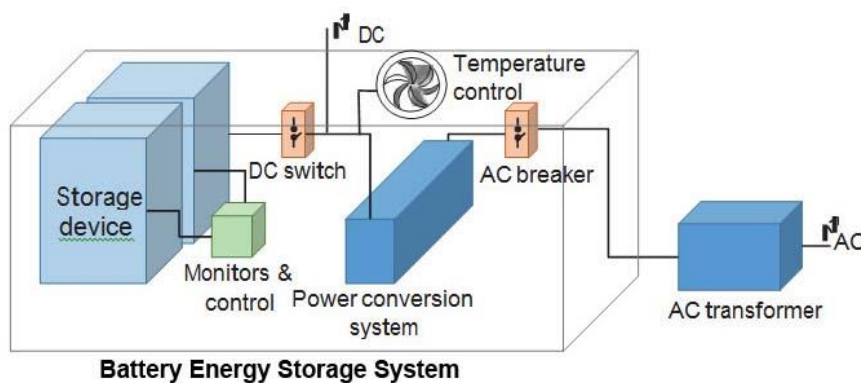 DC
Temperature
control
DC switch
AC breaker
Storage
device
Monitors &
control
Power conversion
system
AC
AC transformer
Battery Energy Storage System